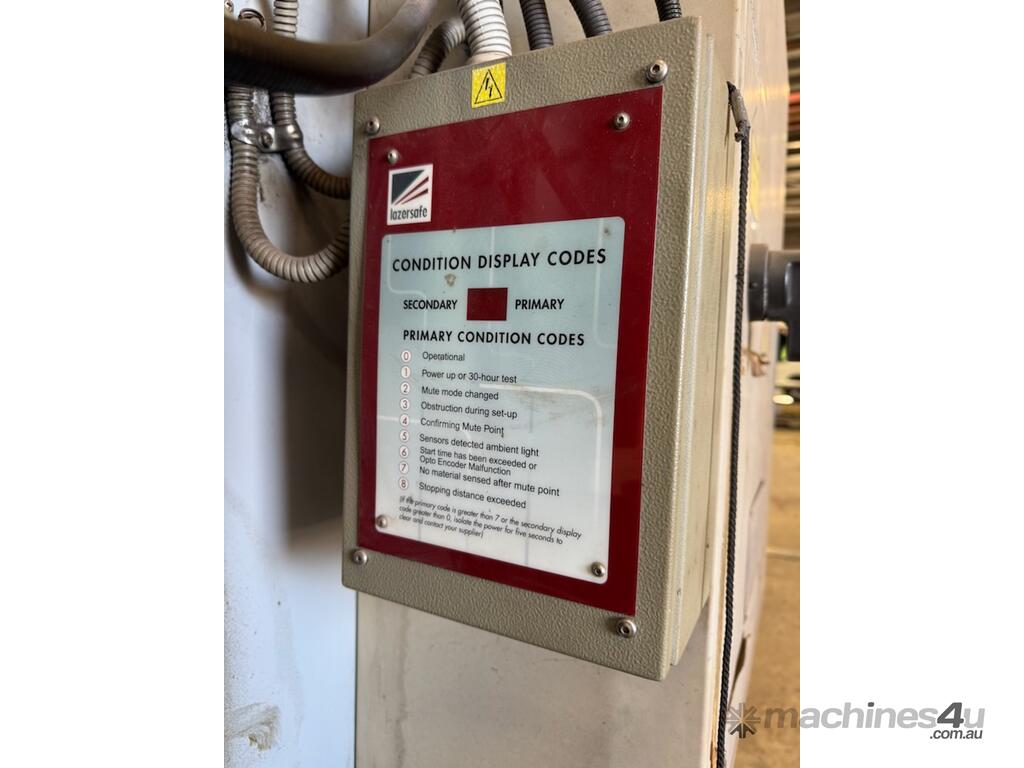 lazersafe
CONDITION DISPLAY CODES
SECONDARY PRIMARY
PRIMARY CONDITION CODES
0 Operational
1 Power up or 30-hour test
2 Mute mode changed
3 Obstruction during set-up
4 Confirming Mute Point
5 Sensors detected ambient light
6 Start time has been exceeded or
Opto Encoder Malfunction
7 No material sensed after mute point
8 Stopping distance exceeded
(If the primary code is greater than 7 or the secondary display
code greater than 0, isolate the power for five seconds to
clear and contact your supplier)
machines4u
.com.au